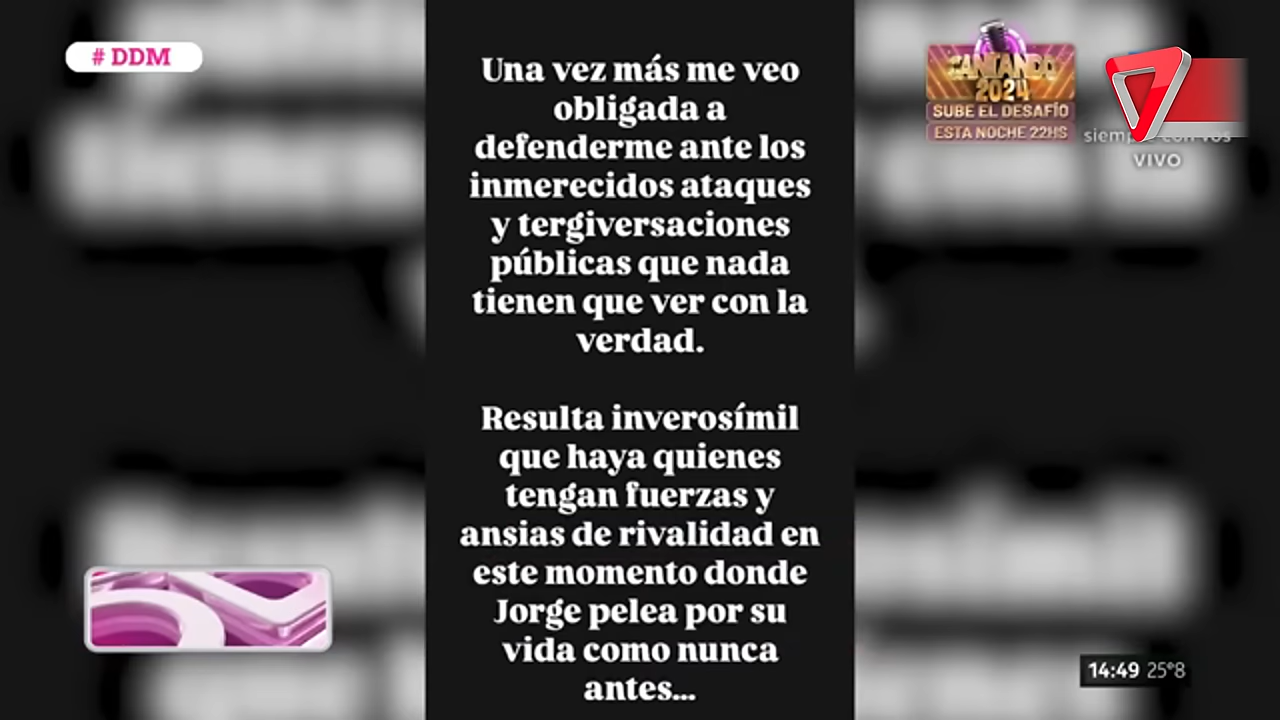 # DDM
CANTANDO
2024
SUBE EL DESAFÍO
ESTA NOCHE 22HS
siempre con vos
VIVO
Una vez más me veo
obligada a
defenderme ante los
inmerecidos ataques
y tergiversaciones
públicas que nada
tienen que ver con la
verdad.
Resulta inverosímil
que haya quienes
tengan fuerzas y
ansias de rivalidad en
este momento donde
Jorge pelea por su
vida como nunca
antes...
14:49 25°8